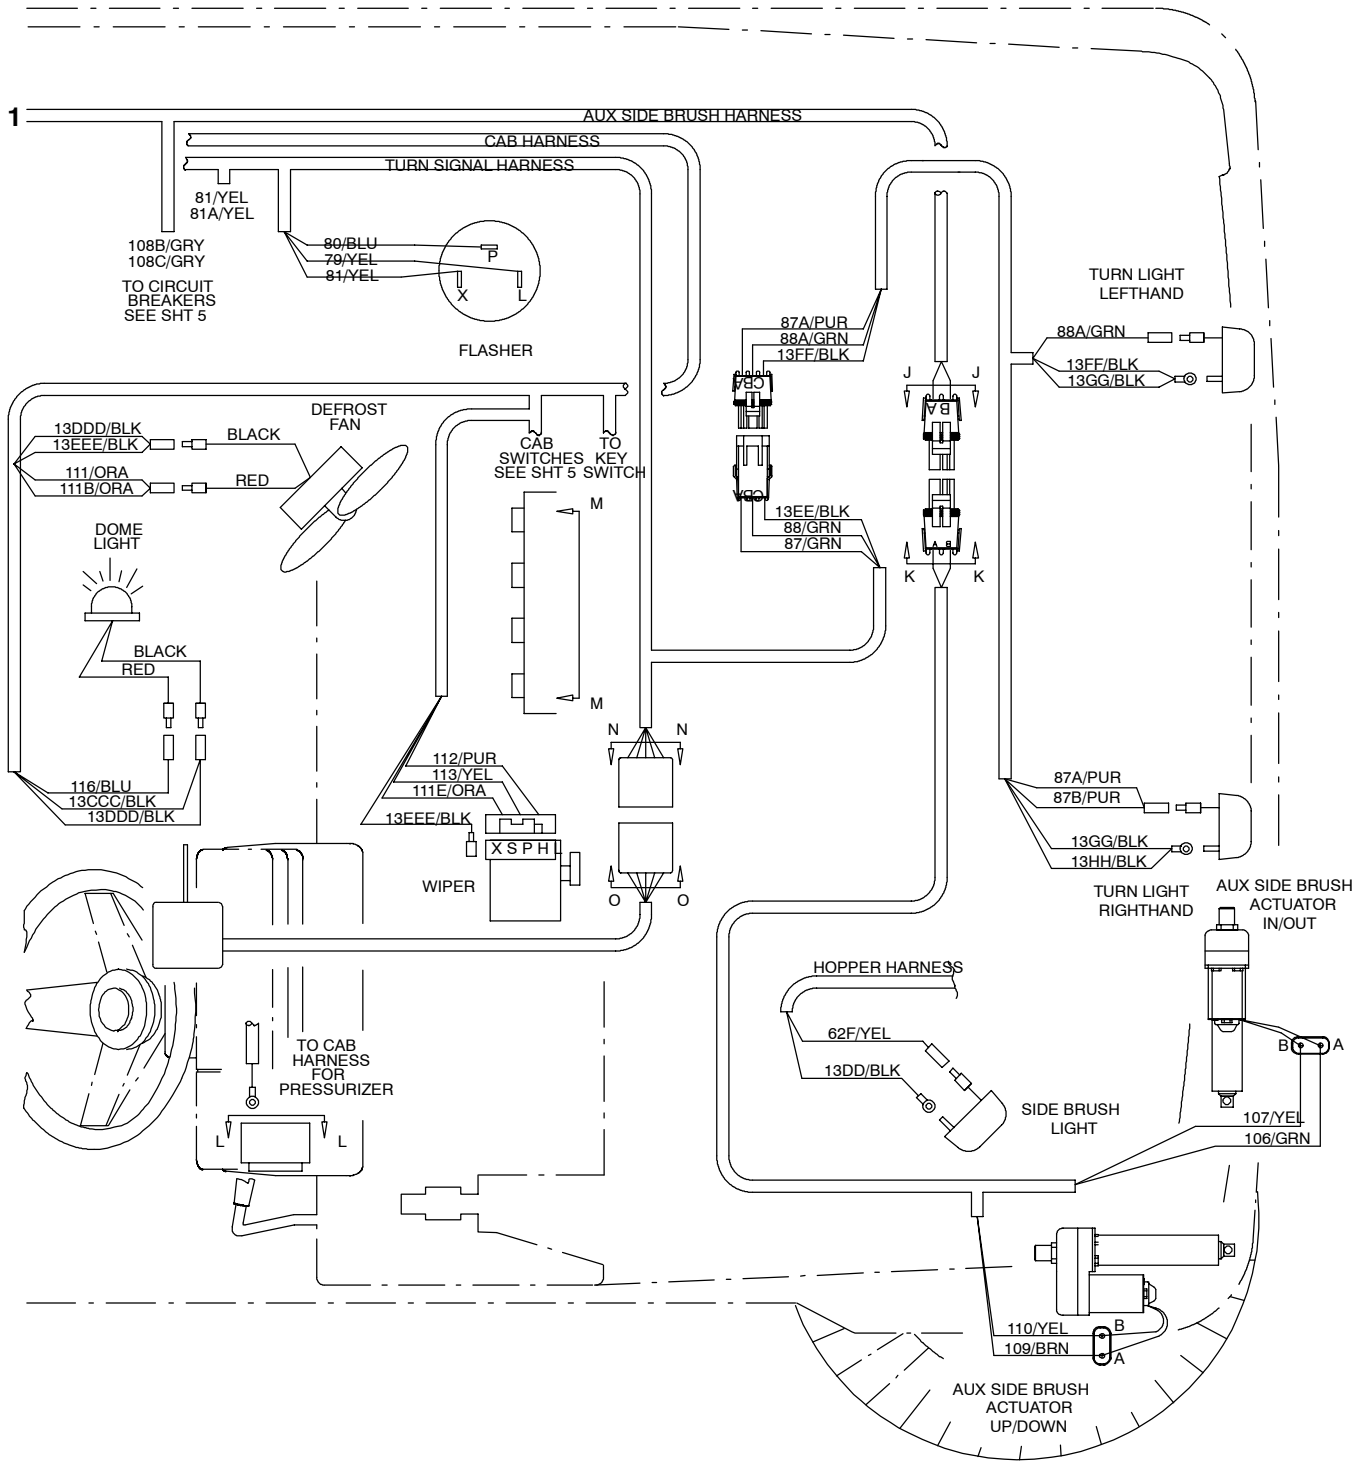 1
AUX SIDE BRUSH HARNESS
CAB HARNESS
TURN SIGNAL HARNESS
81/YEL
81A/YEL
108B/GRY
108C/GRY
TO CIRCUIT
BREAKERS
SEE SHT 5
80/BLU
79/YEL
81/YEL
P
X
L
FLASHER
TURN LIGHT
LEFTHAND
88A/GRN
13FF/BLK
13GG/BLK
87A/PUR
88A/GRN
13FF/BLK
CBA
J
J
BA
DEFROST
FAN
13DDD/BLK
13EEE/BLK
BLACK
111/ORA
111B/ORA
RED
CAB
SWITCHES
SEE SHT 5
TO
KEY
SWITCH
M
M
CBA
13EE/BLK
88/GRN
87/GRN
A B
K
K
DOME
LIGHT
BLACK
RED
116/BLU
13CCC/BLK
13DDD/BLK
N
N
112/PUR
113/YEL
111E/ORA
13EEE/BLK
X S P H L
WIPER
O
O
87A/PUR
87B/PUR
13GG/BLK
13HH/BLK
TURN LIGHT
RIGHTHAND
AUX SIDE BRUSH
ACTUATOR
IN/OUT
B
A
107/YEL
106/GRN
HOPPER HARNESS
62F/YEL
13DD/BLK
SIDE BRUSH
LIGHT
TO CAB
HARNESS
FOR
PRESSURIZER
L
L
110/YEL
109/BRN
B
A
AUX SIDE BRUSH
ACTUATOR
UP/DOWN